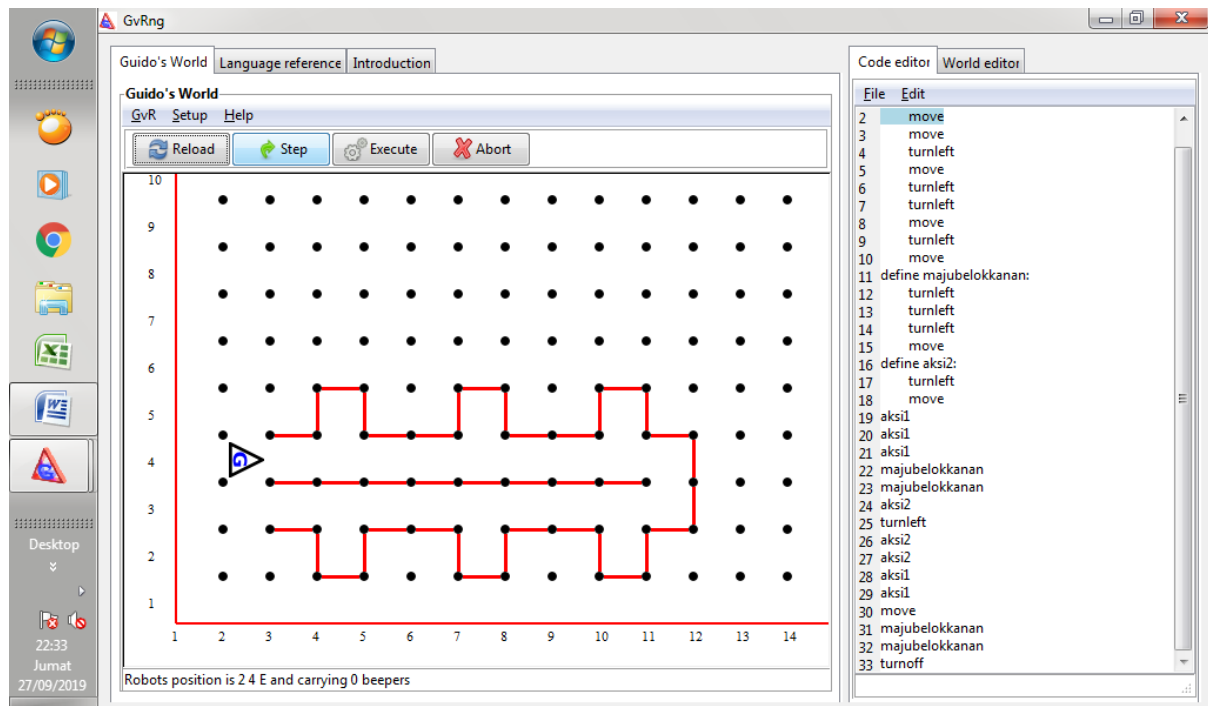 GvRng
Guido's World
Language reference
Introduction
Guido's World
GvR Setup Help
Reload
Step
Execute
Abort
10
9
8
7
6
5
4
3
2
1
1 2 3 4 5 6 7 8 9 10 11 12 13 14
G
Robots position is 2 4 E and carrying 0 beepers
Code editor
World editor
File Edit
2 move
3 move
4 turnleft
5 move
6 turnleft
7 turnleft
8 move
9 turnleft
10 move
11 define majubelokkanan:
12 turnleft
13 turnleft
14 turnleft
15 move
16 define aksi2:
17 turnleft
18 move
19 aksi1
20 aksi1
21 aksi1
22 majubelokkanan
23 majubelokkanan
24 aksi2
25 turnleft
26 aksi2
27 aksi2
28 aksi1
29 aksi1
30 move
31 majubelokkanan
32 majubelokkanan
33 turnoff
Desktop
22:33
Jumat
27/09/2019